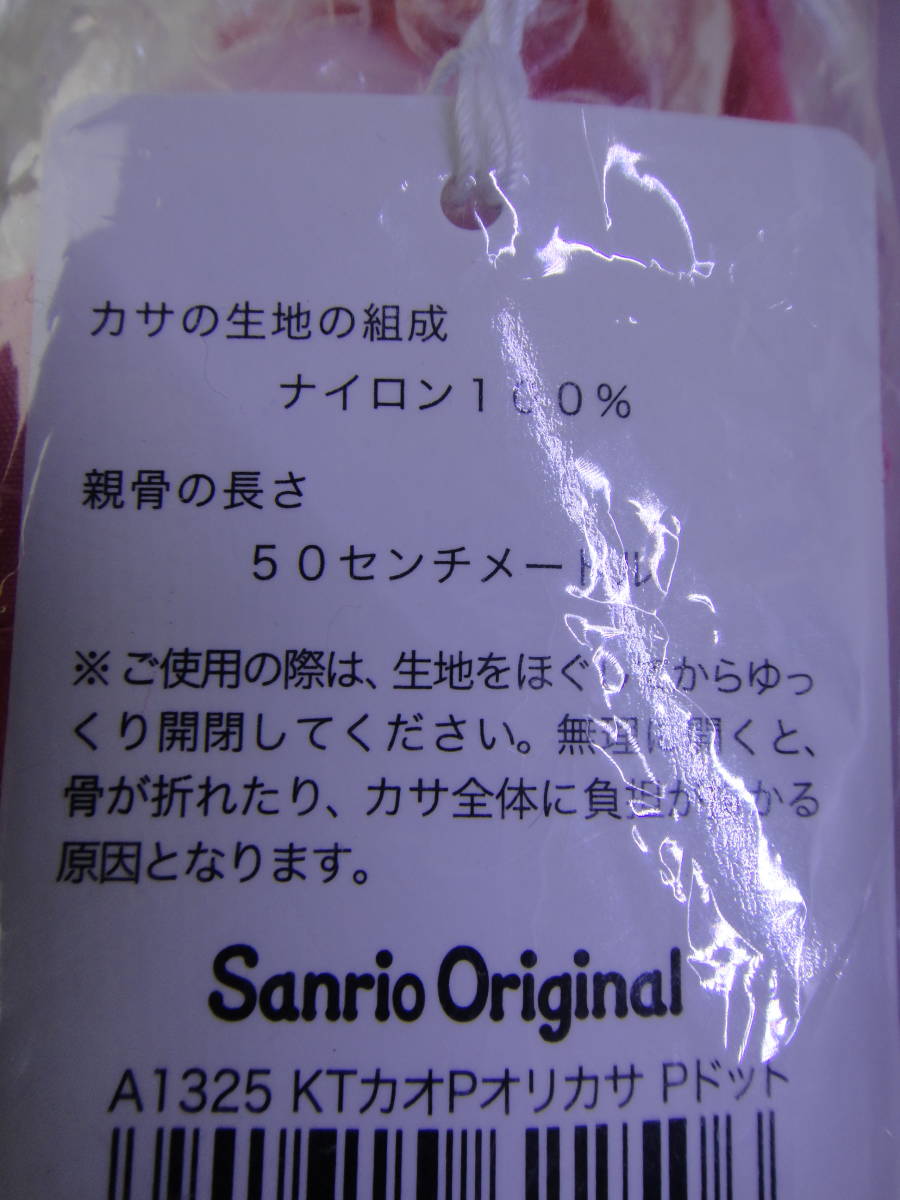 カサの生地の組成
ナイロン１００％
親骨の長さ
５０センチメートル
※ご使用の際は、生地をほぐしてからゆっ
くり開閉してください。無理に開くと、
骨が折れたり、カサ全体に負担がかかる
原因となります。
Sanrio Original
A1325 KTカオPオリカサ Pドット